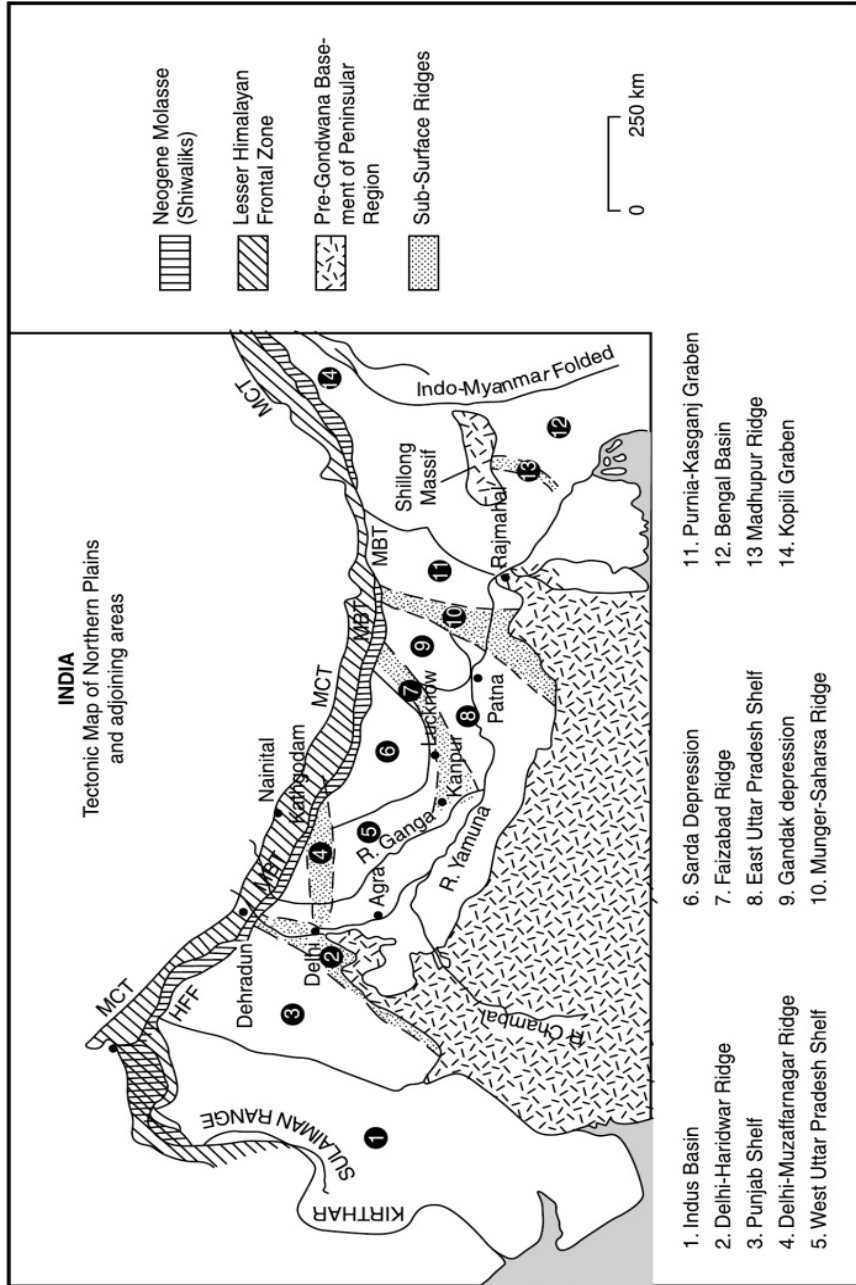 INDIA
Tectonic Map of Northern Plains
and adjoining areas
MCT
HFF
Dehradun
MBT
Nainital
Kathgodam
MCT
MBT
MBT
MCT
SULAIMAN RANGE
KIRTHAR
Delhi
Agra
R. Ganga
Lucknow
Kanpur
R. Yamuna
R Chambal
Patna
Rajmahal
Shillong
Massif
Indo-Myanmar Folded
1
2
3
4
5
6
7
8
9
10
11
12
13
14
Neogene Molasse
(Shiwaliks)
Lesser Himalayan
Frontal Zone
Pre-Gondwana Base-
ment of Peninsular
Region
Sub-Surface Ridges
0 250 km
1. Indus Basin
2. Delhi-Haridwar Ridge
3. Punjab Shelf
4. Delhi-Muzaffarnagar Ridge
5. West Uttar Pradesh Shelf
6. Sarda Depression
7. Faizabad Ridge
8. East Uttar Pradesh Shelf
9. Gandak depression
10. Munger-Saharsa Ridge
11. Purnia-Kasganj Graben
12. Bengal Basin
13 Madhupur Ridge
14. Kopili Graben